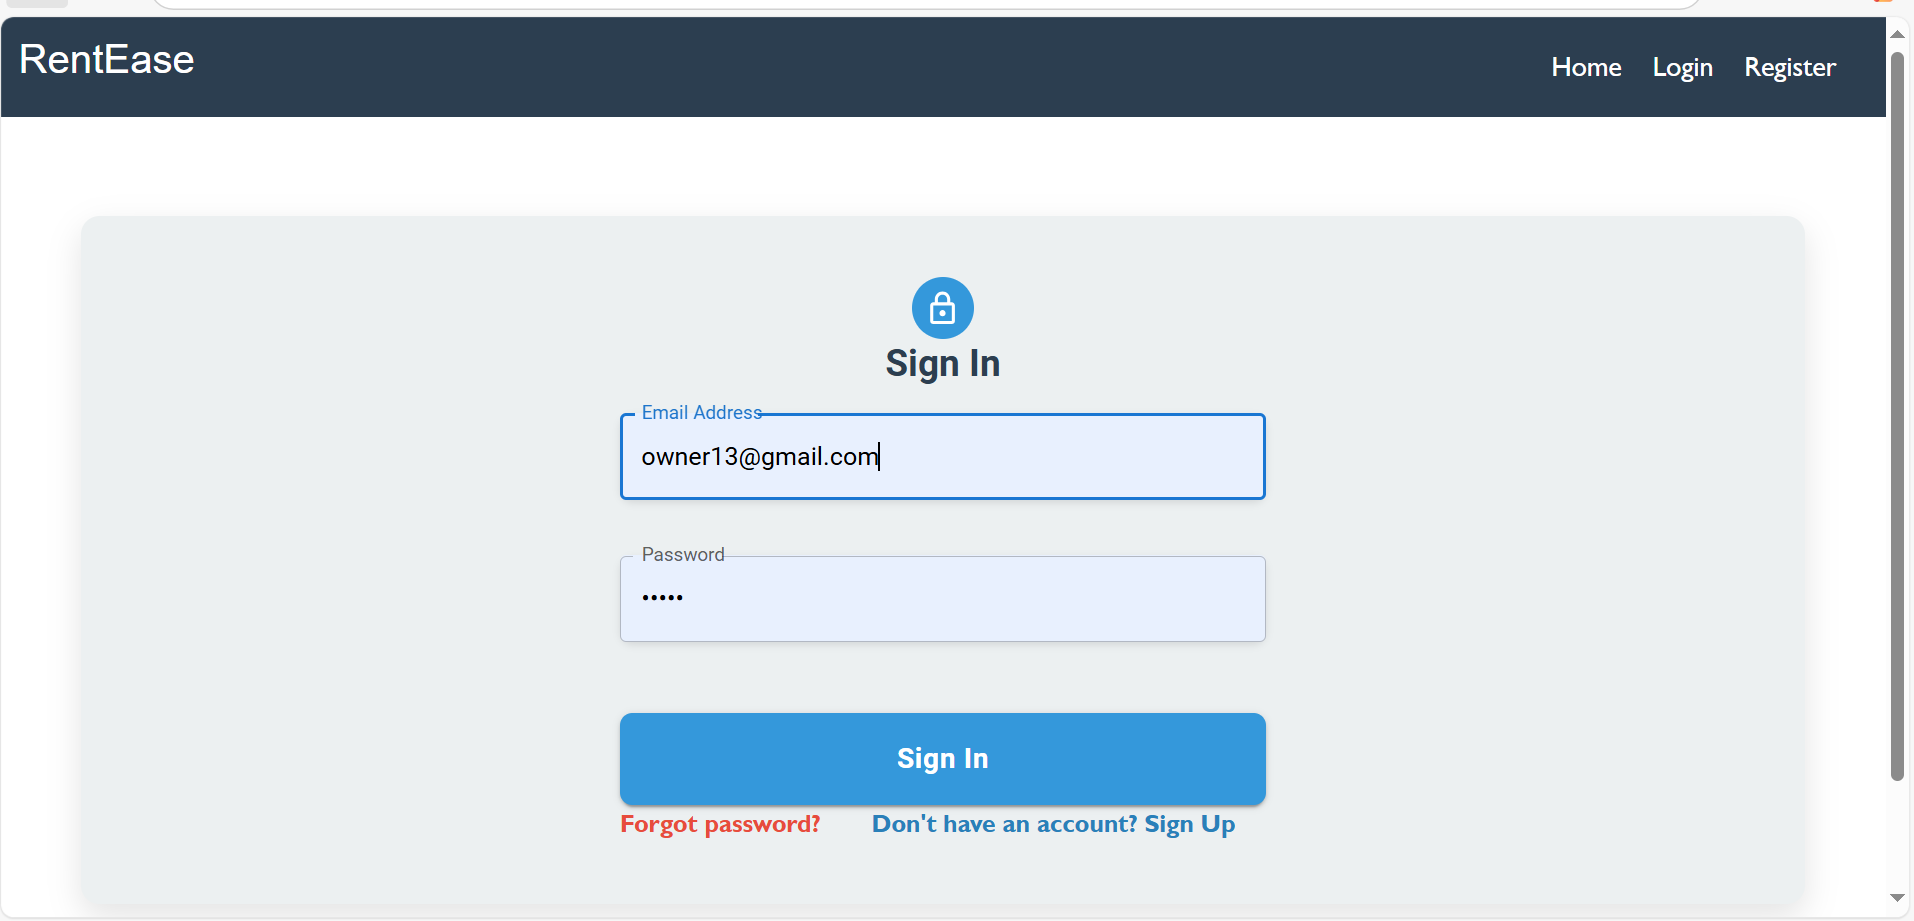 RentEase
Home Login Register
Sign In
Email Address
owner13@gmail.com
Password
•••••
Sign In
Forgot password? Don't have an account? Sign Up